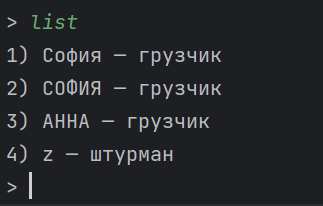 > list
1) София — грузчик
2) СОФИЯ — грузчик
3) АННА — грузчик
4) z — штурман
>